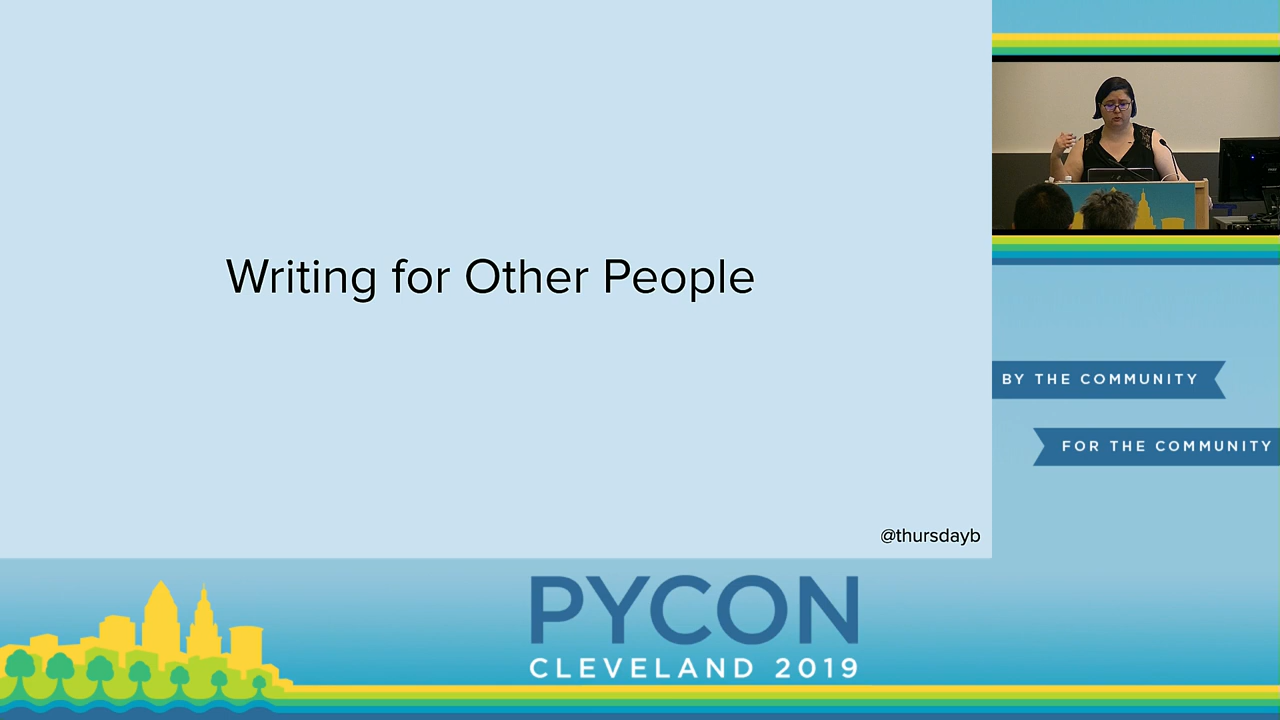 Writing for Other People
@thursdayb
BY THE COMMUNITY
FOR THE COMMUNITY
PYCON
CLEVELAND 2019